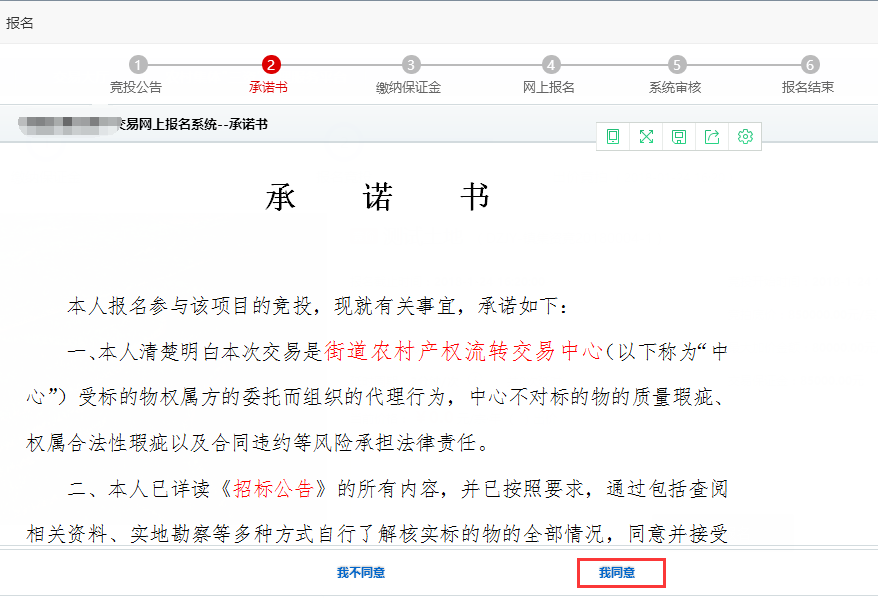 报名
1 2 3 4 5 6
竞投公告 承诺书 缴纳保证金 网上报名 系统审核 报名结束
交易网上报名系统--承诺书
承 诺 书
本人报名参与该项目的竞投，现就有关事宜，承诺如下：
一、本人清楚明白本次交易是街道农村产权流转交易中心（以下称为“中
心”）受标的物权属方的委托而组织的代理行为，中心不对标的物的质量瑕疵、
权属合法性瑕疵以及合同违约等风险承担法律责任。
二、本人已详读《招标公告》的所有内容，并已按照要求，通过包括查阅
相关资料、实地勘察等多种方式自行了解核实标的物的全部情况，同意并接受
我不同意 我同意